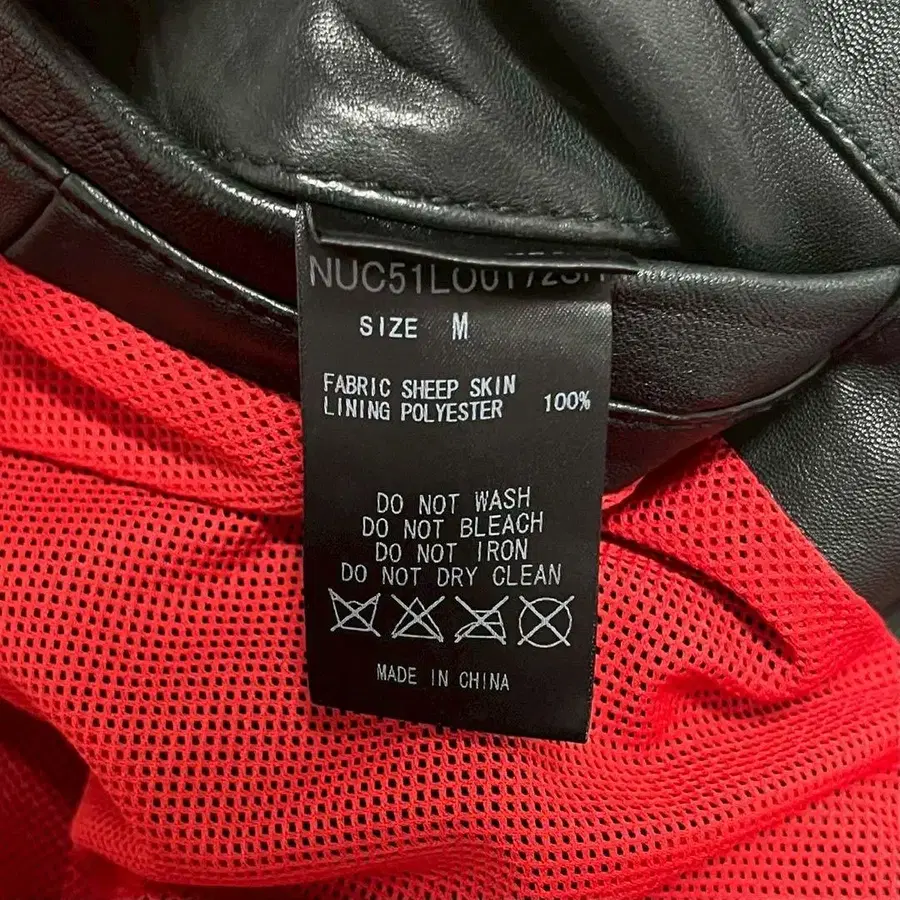 SIZE M
FABRIC SHEEP SKIN
LINING POLYESTER 100%
DO NOT WASH
DO NOT BLEACH
DO NOT IRON
DO NOT DRY CLEAN
MADE IN CHINA